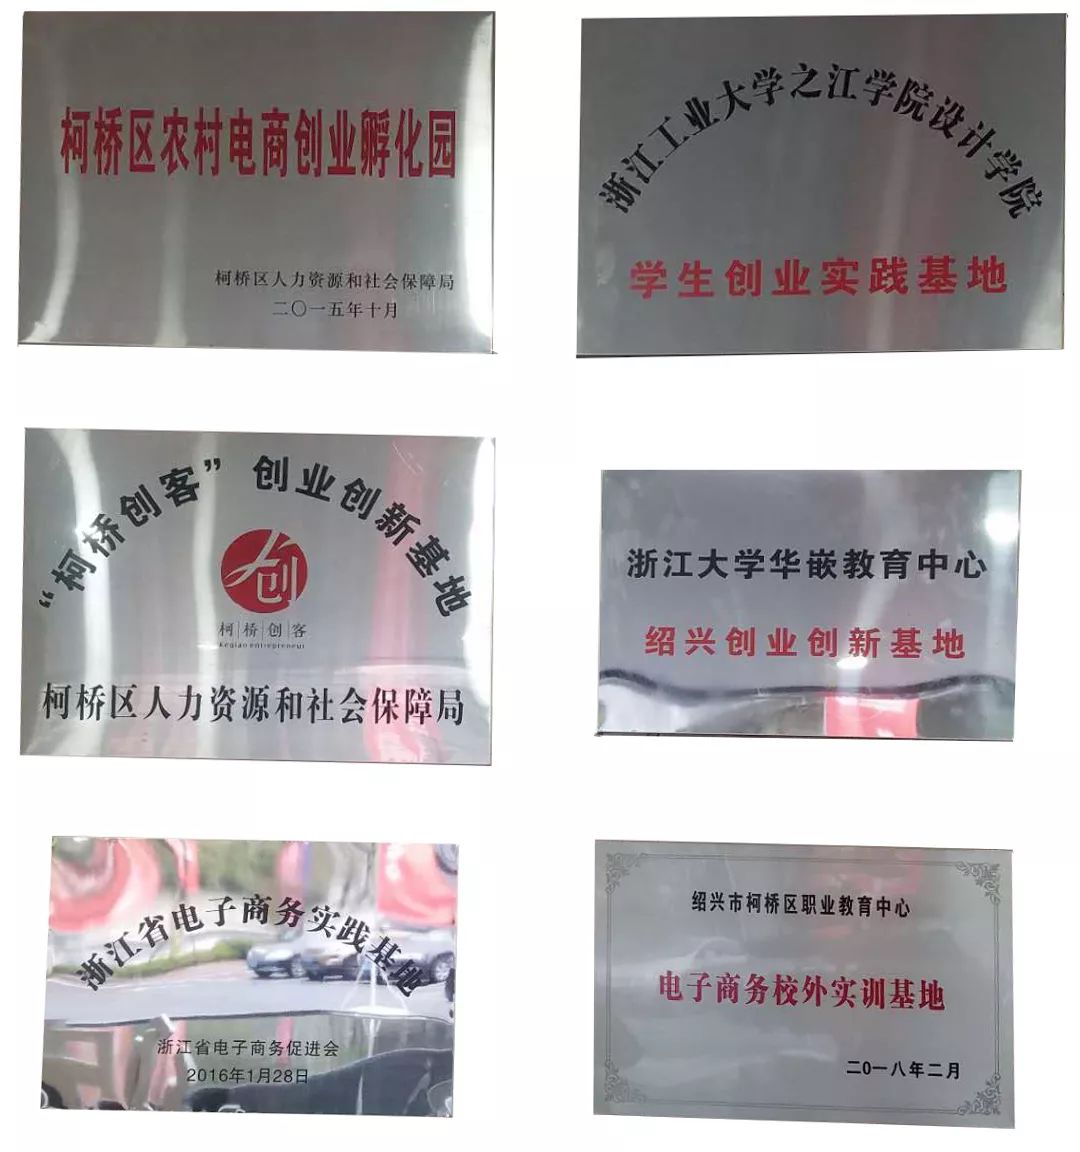 柯桥区农村电商创业孵化园
柯桥区人力资源和社会保障局
二〇一五年十月
浙江工业大学之江学院设计学院
学生创业实践基地
“柯桥创客”创业创新基地
创
柯桥创客
Keqiao entrepreneur
柯桥区人力资源和社会保障局
浙江大学华嵌教育中心
绍兴创业创新基地
浙江省电子商务实践基地
浙江省电子商务促进会
2016年1月28日
绍兴市柯桥区职业教育中心
电子商务校外实训基地
二0一八年二月